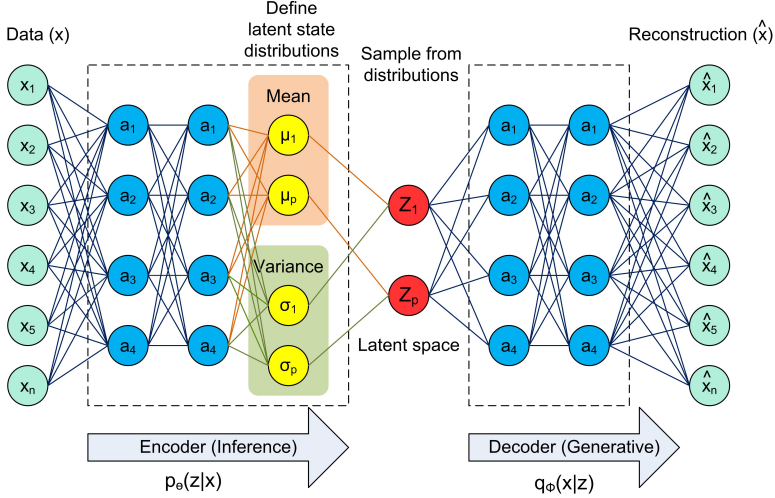 Data (x)
Define
latent state
distributions
Sample from
distributions
Reconstruction (x̂)
x₁
x₂
x₃
x₄
x₅
xₙ
a₁
a₂
a₃
a₄
a₁
a₂
a₃
a₄
Mean
μ₁
μₚ
Variance
σ₁
σₚ
Z₁
Zₚ
Latent space
a₁
a₂
a₃
a₄
a₁
a₂
a₃
a₄
x̂₁
x̂₂
x̂₃
x̂₄
x̂₅
x̂ₙ
Encoder (Inference)
p_θ(z|x)
Decoder (Generative)
q_Φ(x|z)